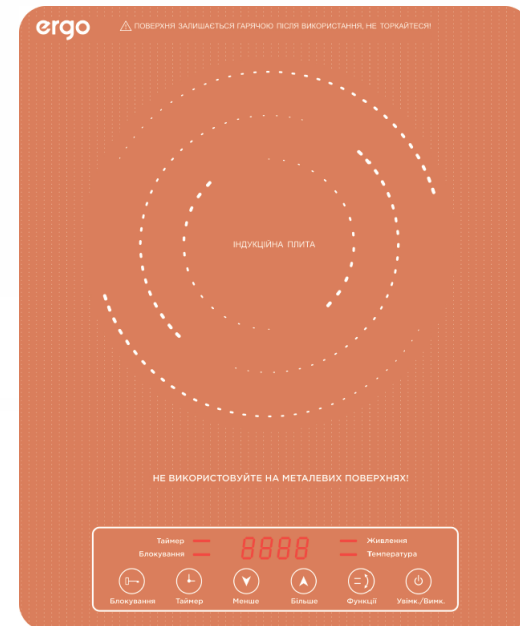 ergo
ПОВЕРХНЯ ЗАЛИШАЄТЬСЯ ГАРЯЧОЮ ПІСЛЯ ВИКОРИСТАННЯ, НЕ ТОРКАЙТЕСЯ!
ІНДУКЦІЙНА ПЛИТА
НЕ ВИКОРИСТОВУЙТЕ НА МЕТАЛЕВИХ ПОВЕРХНЯХ!
Таймер 8888 Живлення
Блокування Температура
Блокування Таймер Менше Більше Функції Увімк./Вимк.